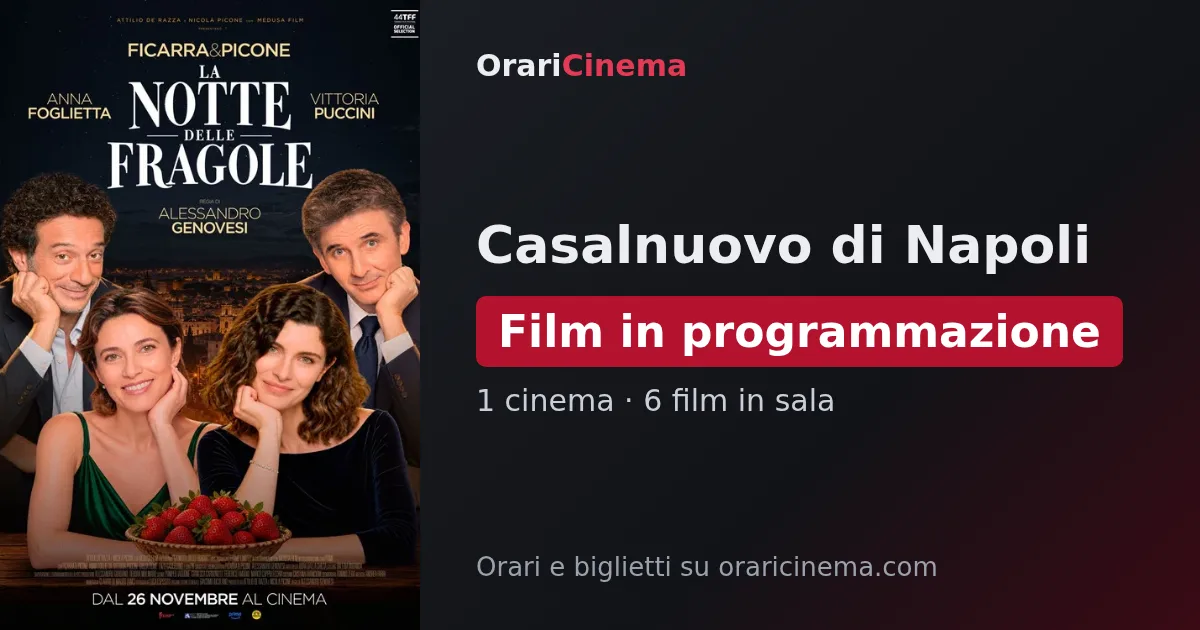 ATTILIO DE RAZZA e NICOLA PICONE con MEDUSA FILM
44TFF
OFFICIAL
SELECTION
FICARRA&PICONE
LA
NOTTE
DELLE
FRAGOLE
ANNA
FOGLIETTA
VITTORIA
PUCCINI
REGIA DI
ALESSANDRO
GENOVESI
DAL 26 NOVEMBRE AL CINEMA
OrariCinema
Casalnuovo di Napoli
Film in programmazione
1 cinema · 6 film in sala
Orari e biglietti su oraricinema.com